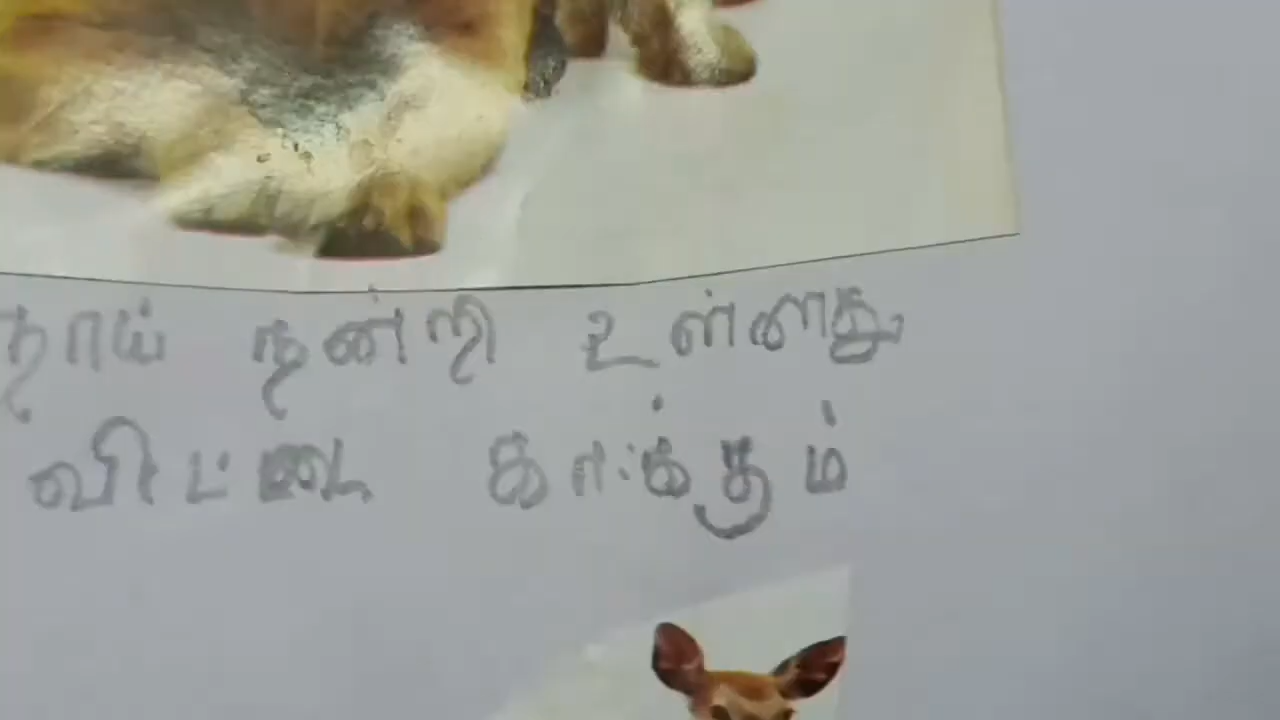 நாய் நன்றி உள்ளது
விட்டை காக்கும்